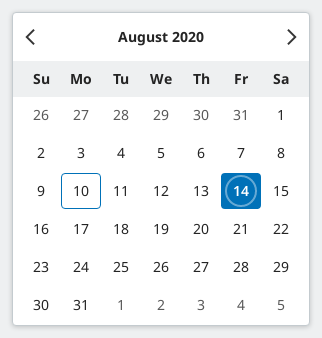 August 2020
Su Mo Tu We Th Fr Sa
26 27 28 29 30 31 1
2 3 4 5 6 7 8
9 10 11 12 13 14 15
16 17 18 19 20 21 22
23 24 25 26 27 28 29
30 31 1 2 3 4 5